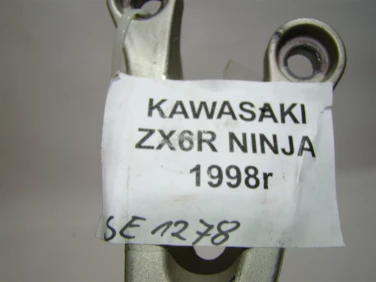 KAWASAKI
ZX6R NINJA
1998r
SE 1278